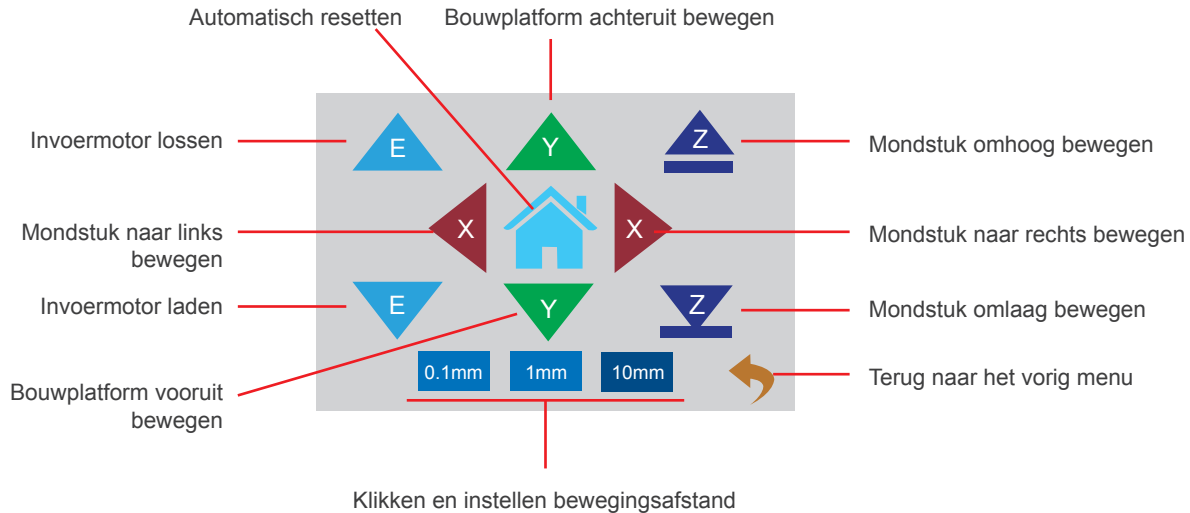 Automatisch resetten
Bouwplatform achteruit bewegen
Invoermotor lossen
E
Y
Z
Mondstuk omhoog bewegen
Mondstuk naar links
bewegen
X
X
Mondstuk naar rechts bewegen
Invoermotor laden
E
Y
Z
Mondstuk omlaag bewegen
0.1mm
1mm
10mm
Terug naar het vorig menu
Bouwplatform vooruit
bewegen
Klikken en instellen bewegingsafstand